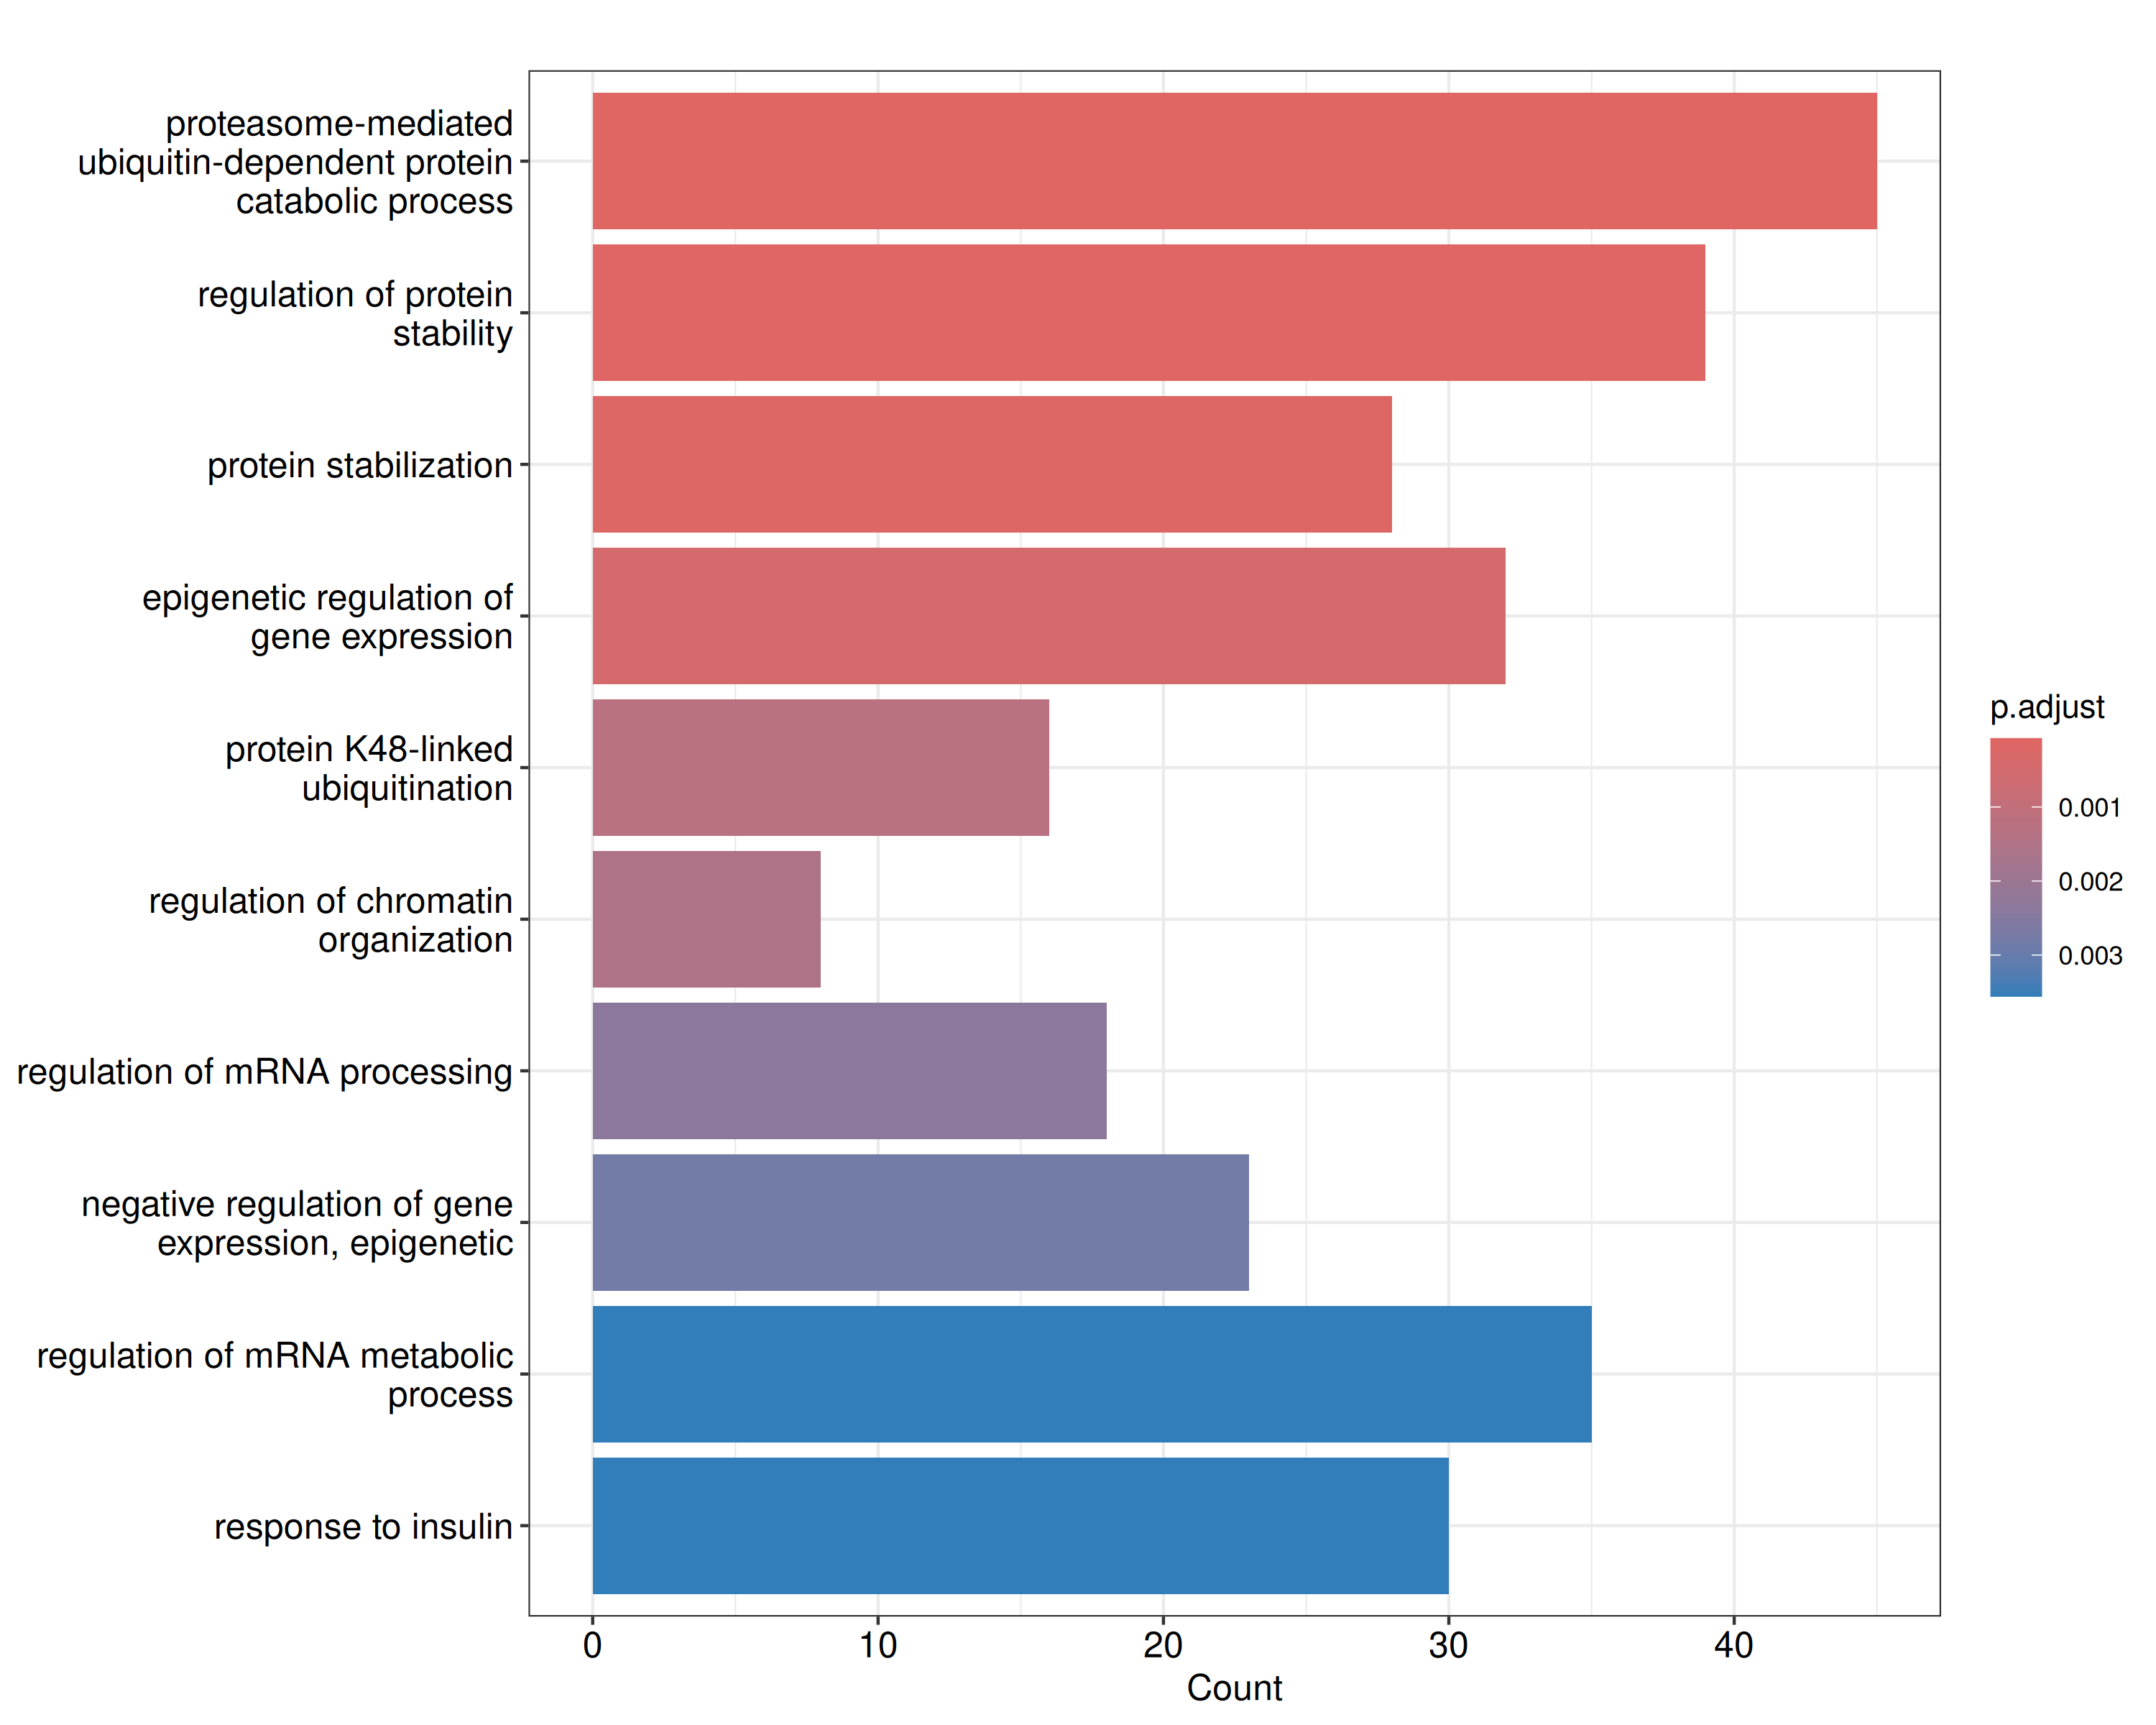 proteasome-mediated
ubiquitin-dependent protein
catabolic process
regulation of protein
stability
protein stabilization
epigenetic regulation of
gene expression
protein K48-linked
ubiquitination
regulation of chromatin
organization
regulation of mRNA processing
negative regulation of gene
expression, epigenetic
regulation of mRNA metabolic
process
response to insulin
0 10 20 30 40
Count
p.adjust
0.001
0.002
0.003